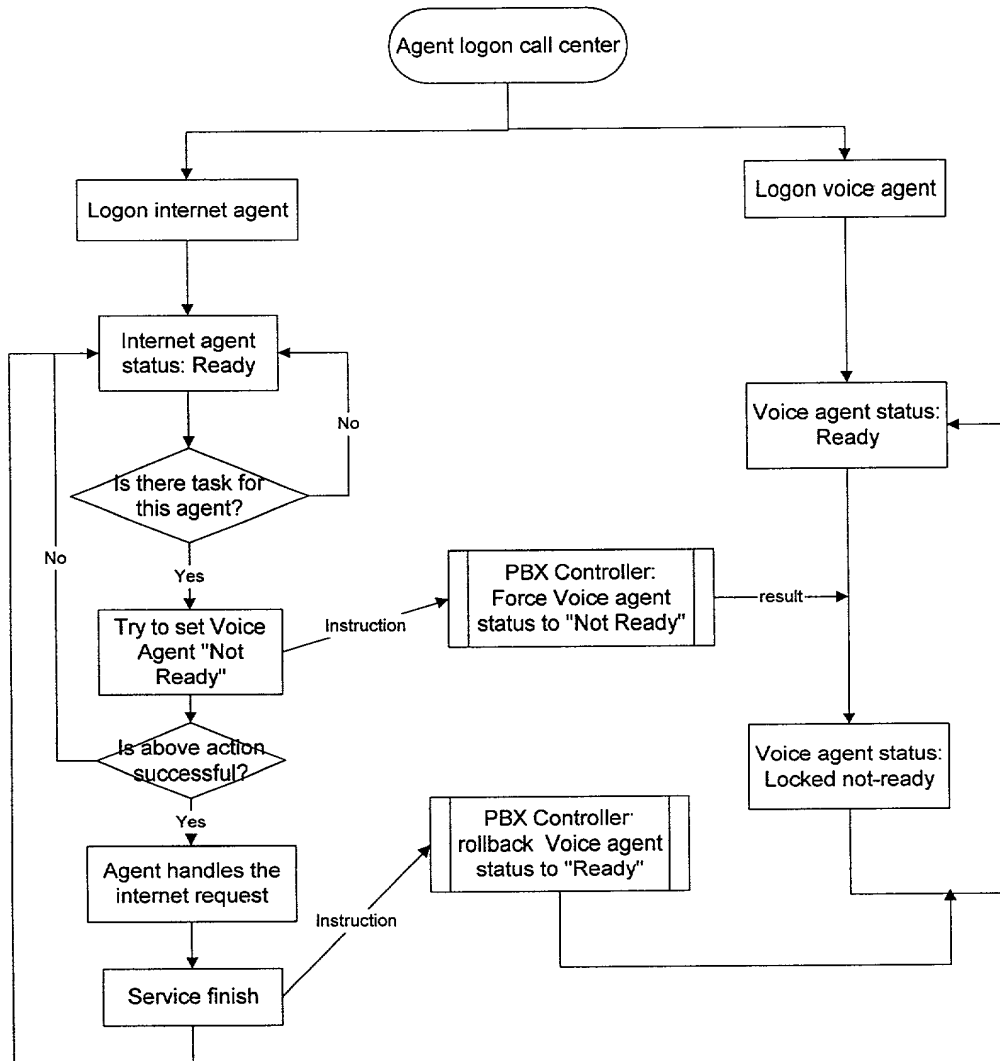 Agent logon call center
Logon internet agent
Logon voice agent
Internet agent
status: Ready
No
Is there task for
this agent?
Voice agent status:
Ready
No
Yes
PBX Controller:
Force Voice agent
status to "Not Ready"
result
Instruction
Try to set Voice
Agent "Not
Ready"
Is above action
successful?
Voice agent status:
Locked not-ready
Yes
PBX Controller:
rollback Voice agent
status to "Ready"
Agent handles the
internet request
Instruction
Service finish